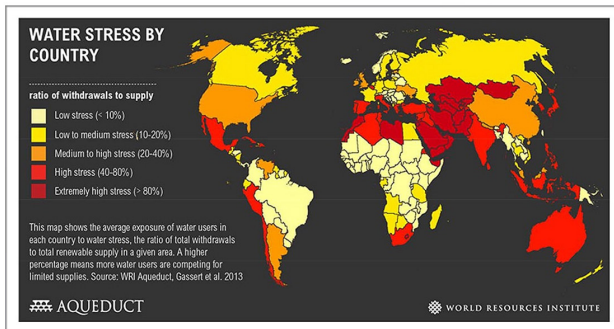 WATER STRESS BY
COUNTRY
ratio of withdrawals to supply
Low stress (< 10%)
Low to medium stress (10-20%)
Medium to high stress (20-40%)
High stress (40-80%)
Extremely high stress (> 80%)
This map shows the average exposure of water users in
each country to water stress, the ratio of total withdrawals
to total renewable supply in a given area. A higher
percentage means more water users are competing for
limited supplies. Source: WRI Aqueduct, Gassert et al. 2013
AQUEDUCT
WORLD RESOURCES INSTITUTE